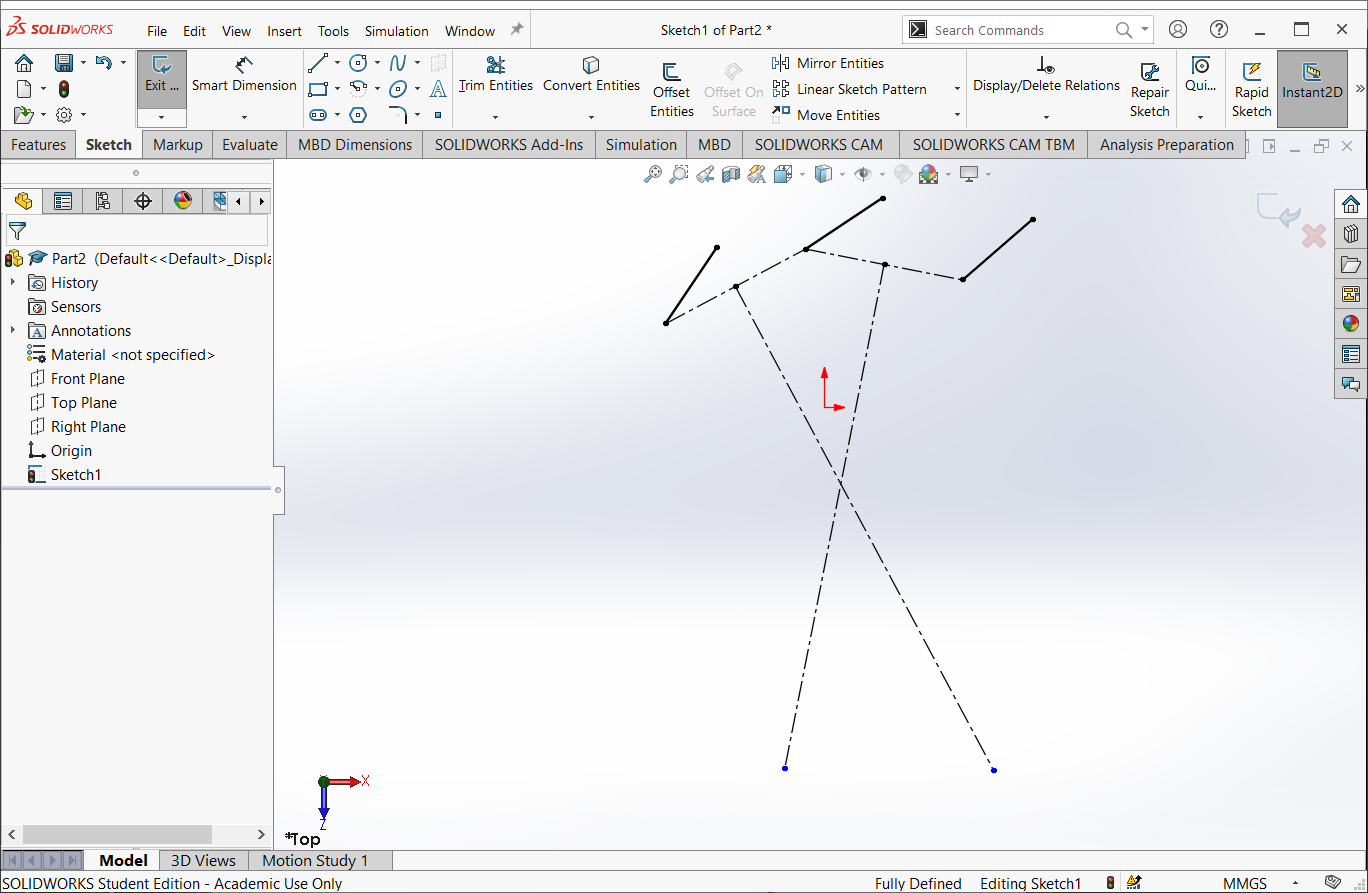 SOLIDWORKS File Edit View Insert Tools Simulation Window Sketch1 of Part2 * Search Commands
Exit ... Smart Dimension Trim Entities Convert Entities Offset Entities Offset On Surface Mirror Entities Display/Delete Relations Repair Sketch Qui... Rapid Sketch Instant2D
Linear Sketch Pattern
Move Entities
Features Sketch Markup Evaluate MBD Dimensions SOLIDWORKS Add-Ins Simulation MBD SOLIDWORKS CAM SOLIDWORKS CAM TBM Analysis Preparation
Part2 (Default<<Default>_Displa
History
Sensors
Annotations
Material <not specified>
Front Plane
Top Plane
Right Plane
Origin
Sketch1
X
Z
*Top
Model 3D Views Motion Study 1
SOLIDWORKS Student Edition - Academic Use Only Fully Defined Editing Sketch1 MMGS